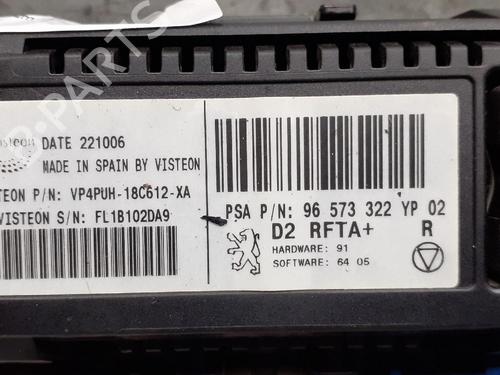 DATE 221006
MADE IN SPAIN BY VISTEON
P/N: VP4PUH-18C612-XA
VISTEON S/N: FL1B102DA9
PSA P/N: 96 573 322 YP 02
D2 RFTA+ R
HARDWARE: 91
SOFTWARE: 64 05